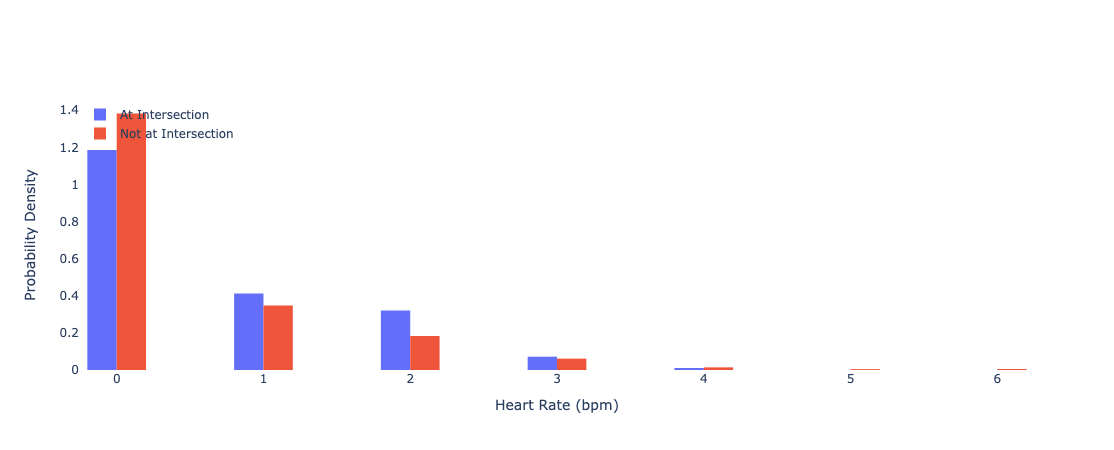 1.4
1.2
1
0.8
0.6
0.4
0.2
0
Probability Density
At Intersection
Not at Intersection
0 1 2 3 4 5 6
Heart Rate (bpm)